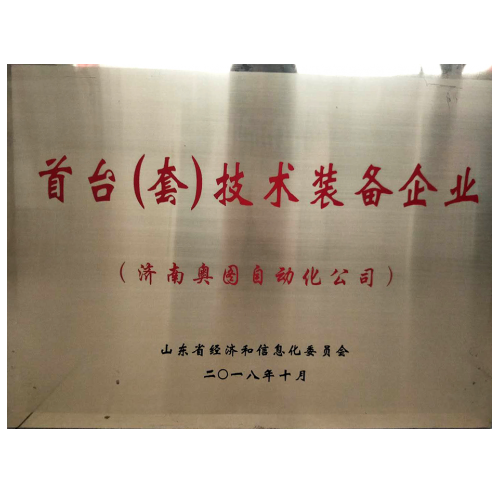 首台(套)技术装备企业
(济南奥图自动化公司)
山东省经济和信息化委员会
二〇一八年十月